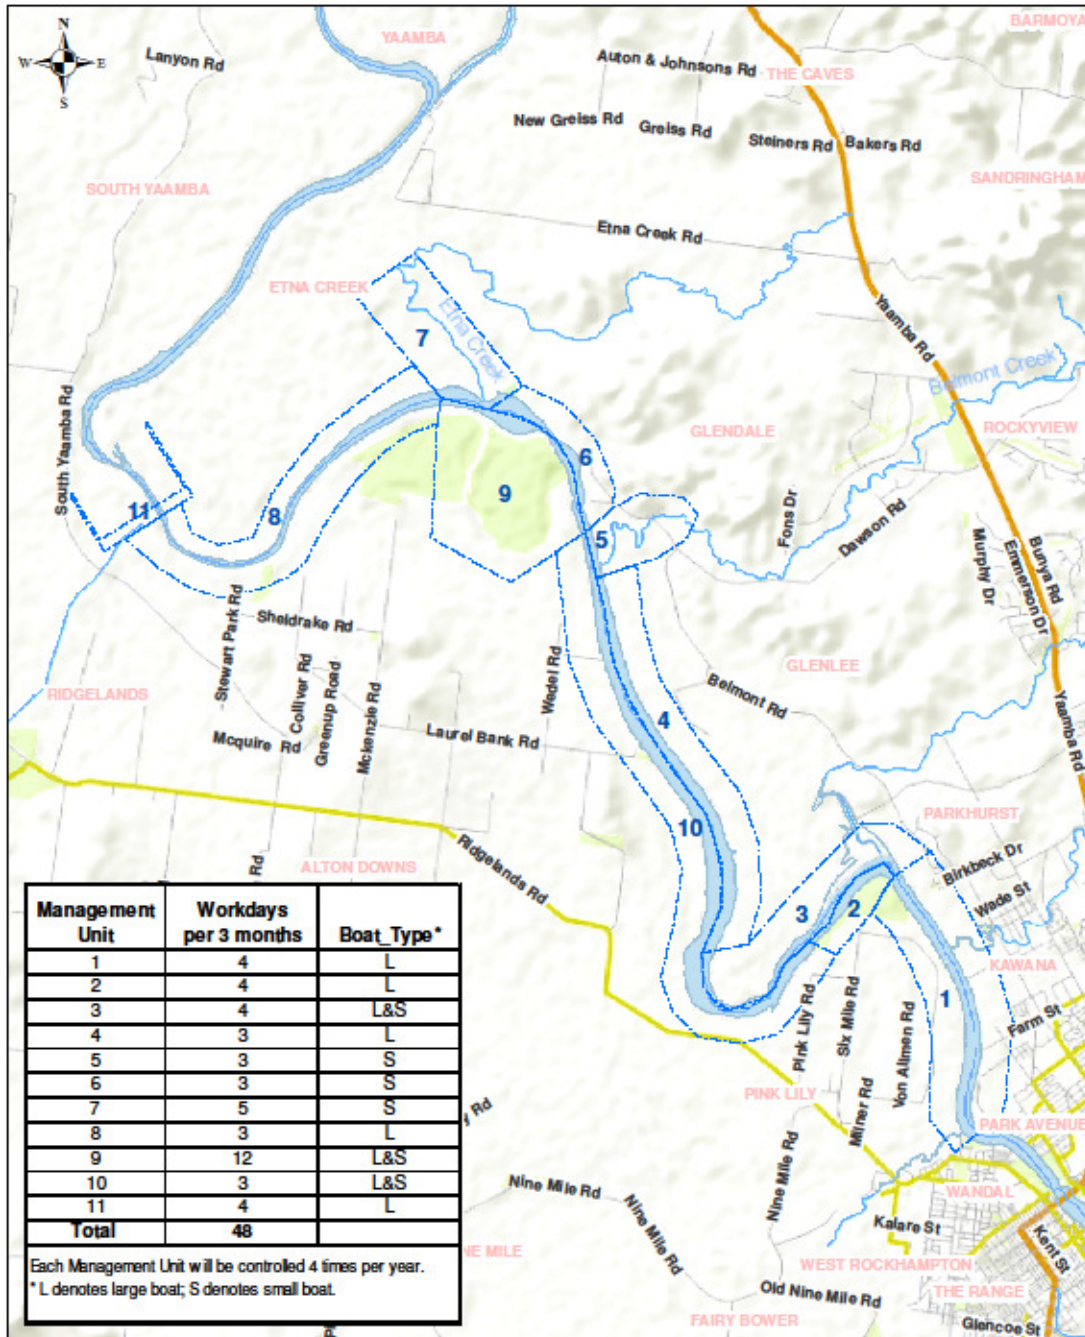 N
W
E
S
YAAMBA
BARMOYA
Lanyon Rd
Auton & Johnsons Rd
THE CAVES
New Greiss Rd
Greiss Rd
Steiners Rd
Bakers Rd
SOUTH YAAMBA
SANDRINGHAM
Etna Creek Rd
ETNA CREEK
Etna Creek
7
Yaamba Rd
Belmont Creek
GLENDALE
ROCKYVIEW
South Yaamba Rd
6
9
11
8
5
Fons Dr
Dawson Rd
Murphy Dr
Emmerson Dr
Bunya Rd
Stewart Park Rd
Sheldrake Rd
RIDGELANDS
Colliver Rd
Greenup Road
Mckenzie Rd
Mcquire Rd
Laurel Bank Rd
Wedel Rd
GLENLEE
Belmont Rd
4
Yaamba Rd
10
PARKHURST
Ridgelands Rd
ALTON DOWNS
Rd
Birkbeck Dr
Wade St
3
2
KAWANA
1
Farm St
Pink Lily Rd
Six Mile Rd
Von Allmen Rd
PINK LILY
Milner Rd
PARK AVENUE
y Rd
Nine Mile Rd
WANDAL
Nine Mile Rd
Nine Mile Rd
Kalare St
Kent St
NE MILE
WEST ROCKHAMPTON
THE RANGE
Old Nine Mile Rd
FAIRY BOWER
Glencoe St
Management Unit Workdays per 3 months Boat_Type*
1 4 L
2 4 L
3 4 L&S
4 3 L
5 3 S
6 3 S
7 5 S
8 3 L
9 12 L&S
10 3 L&S
11 4 L
Total 48
Each Management Unit will be controlled 4 times per year.
* L denotes large boat; S denotes small boat.